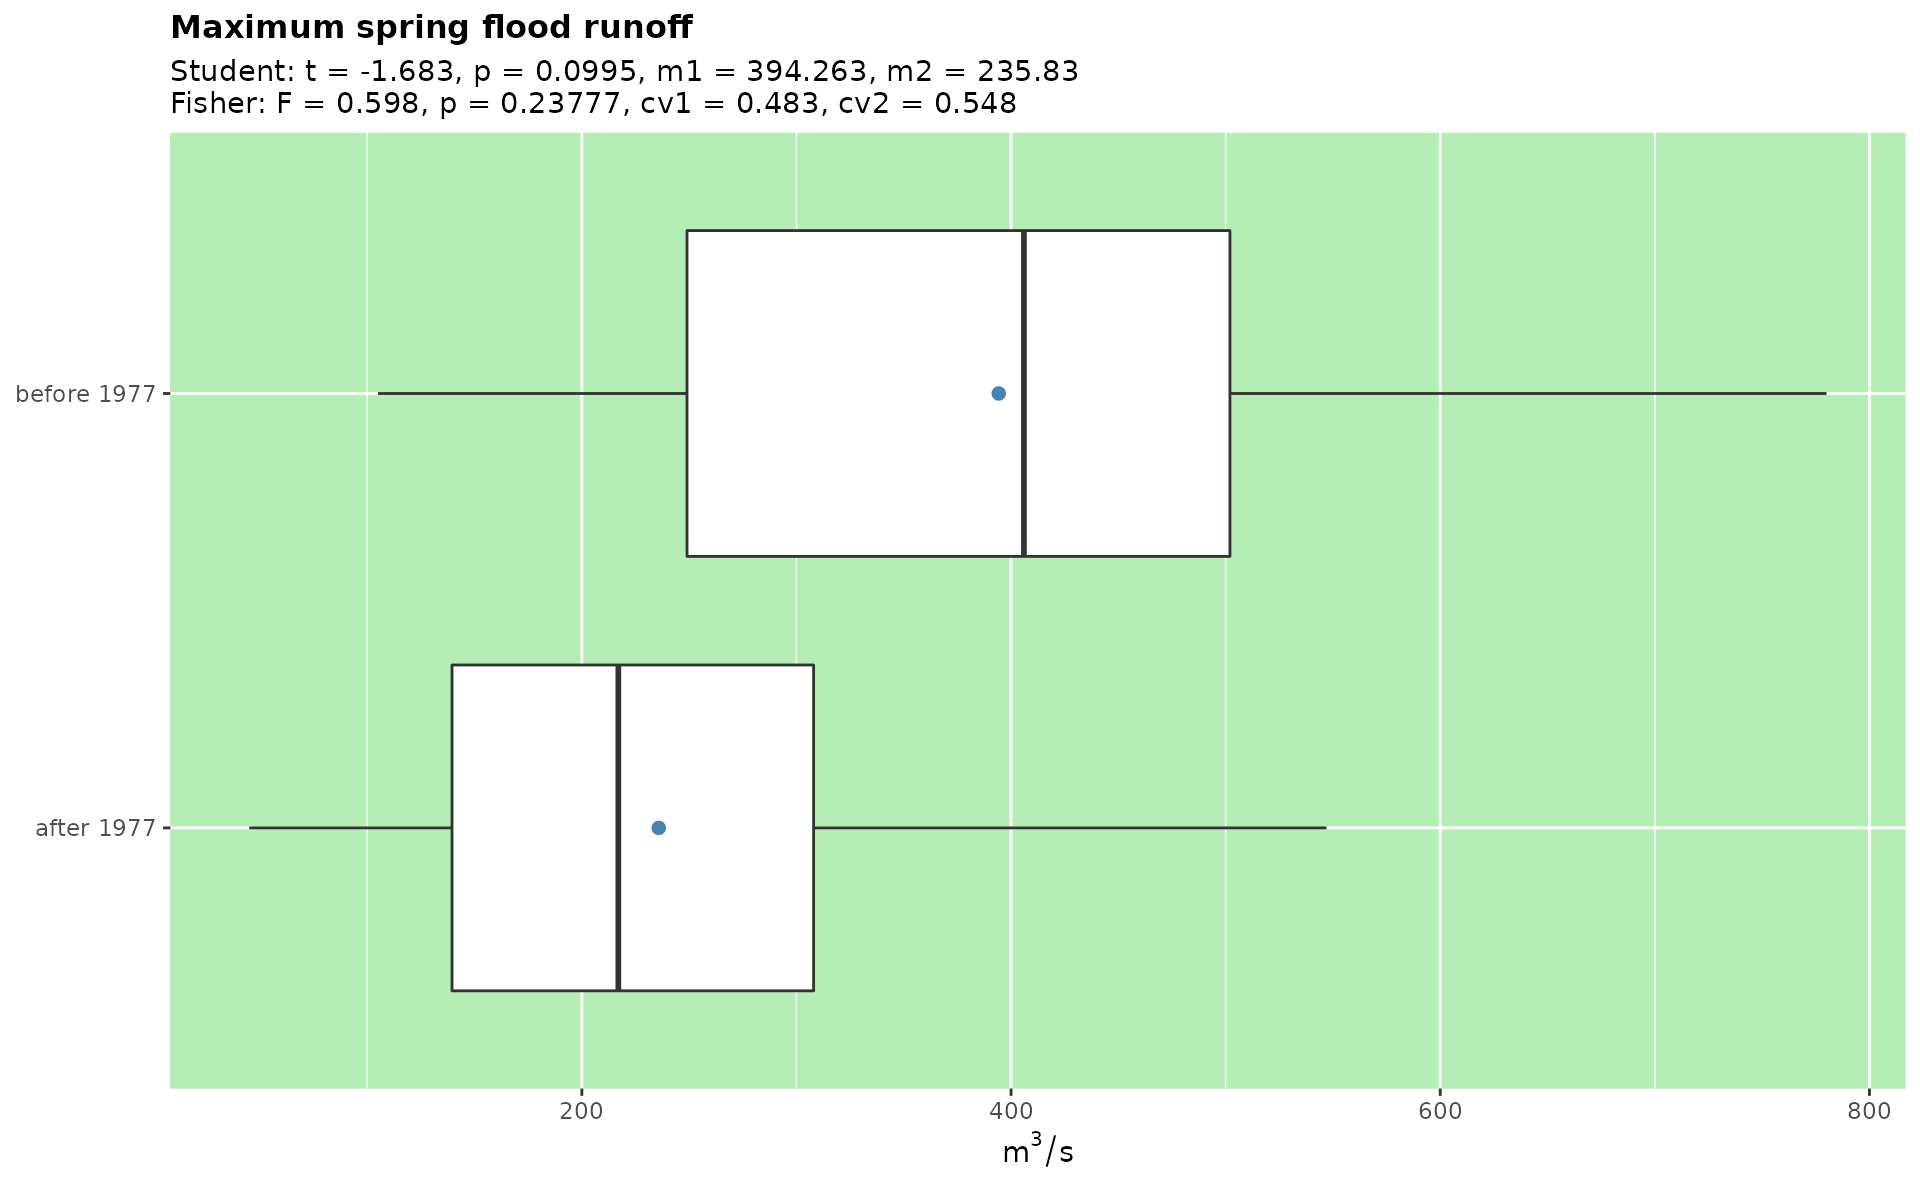 Maximum spring flood runoff
Student: t = -1.683, p = 0.0995, m1 = 394.263, m2 = 235.83
Fisher: F = 0.598, p = 0.23777, cv1 = 0.483, cv2 = 0.548
before 1977
after 1977
200 400 600 800
m³/s